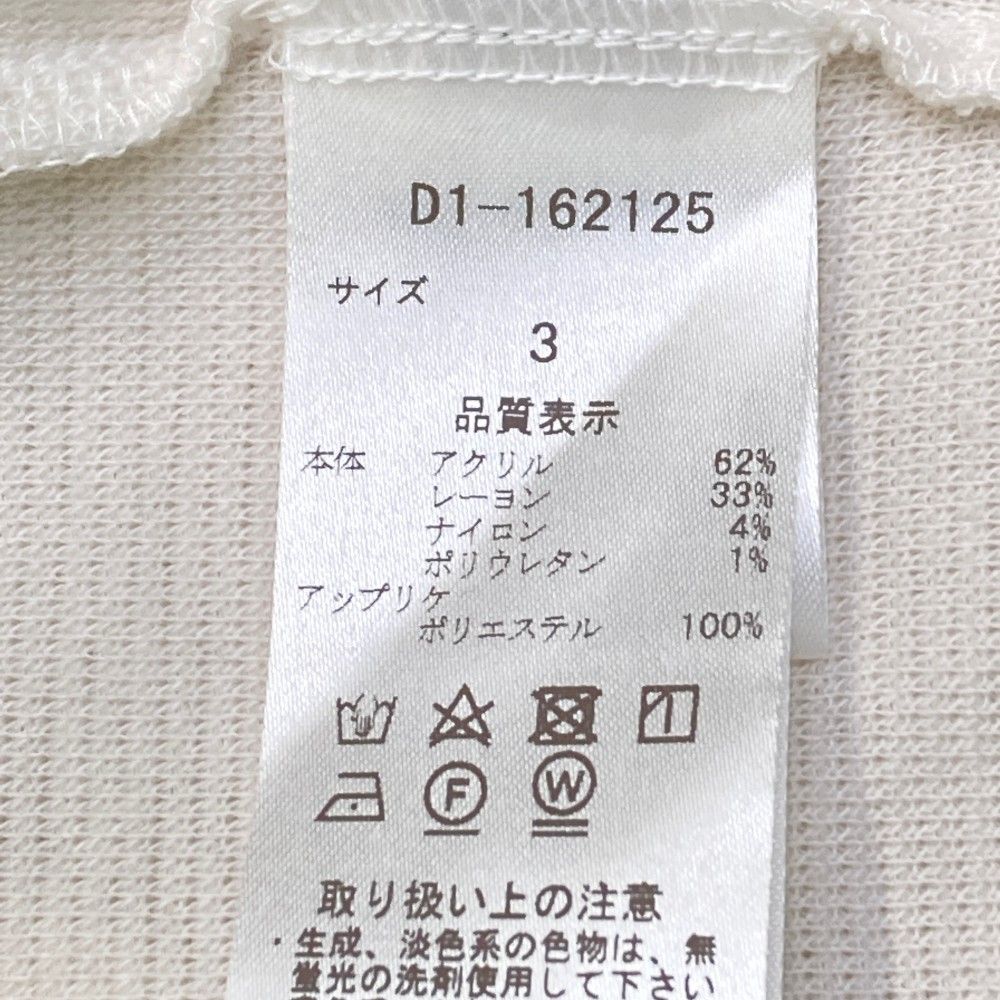 D1-162125
サイズ
3
品質表示
本体 アクリル 62%
レーヨン 33%
ナイロン 4%
ポリウレタン 1%
アップリケ
ポリエステル 100%
F W
取り扱い上の注意
・生成、淡色系の色物は、無
蛍光の洗剤使用して下さい